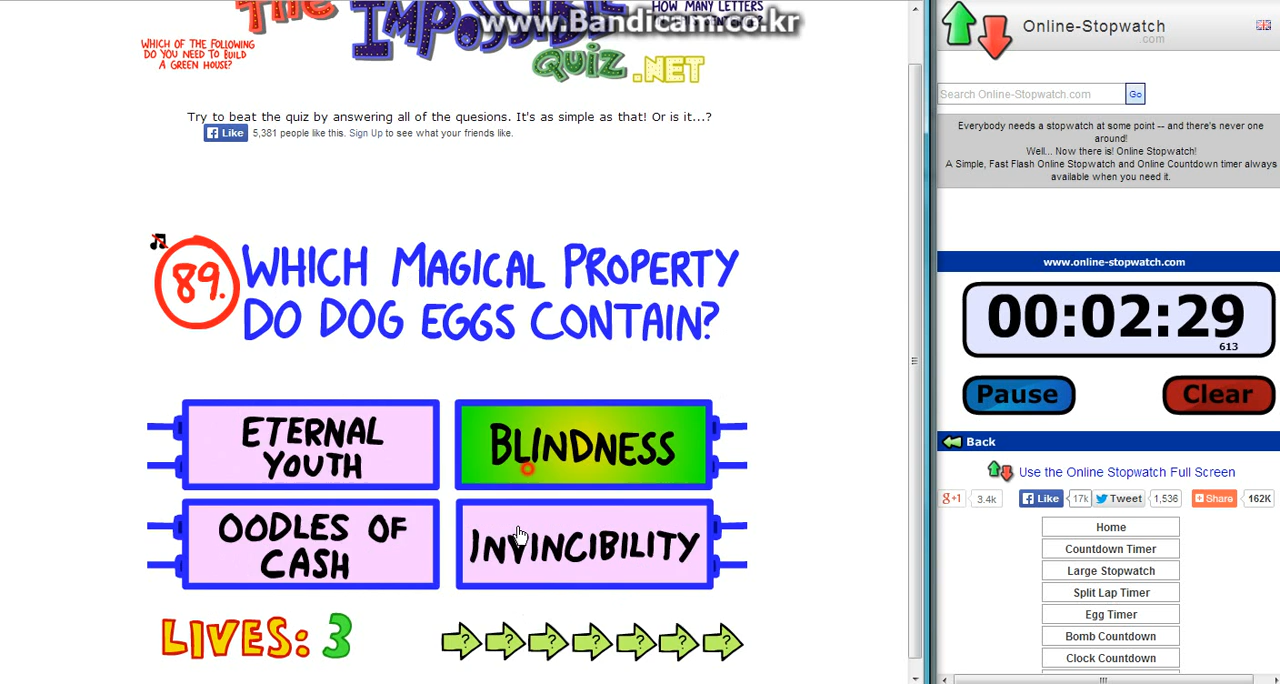 THE IMPOSSIBLE
QUIZ.NET
www.Bandicam.co.kr
HOW MANY LETTERS
WHICH OF THE FOLLOWING
DO YOU NEED TO BUILD
A GREEN HOUSE?
Try to beat the quiz by answering all of the quesions. It's as simple as that! Or is it...?
Like 5,381 people like this. Sign Up to see what your friends like.
89. WHICH MAGICAL PROPERTY
DO DOG EGGS CONTAIN?
ETERNAL
YOUTH
BLINDNESS
OODLES OF
CASH
INVINCIBILITY
LIVES: 3
? ? ? ? ? ? ?
Online-Stopwatch
.com
Search Online-Stopwatch.com Go
Everybody needs a stopwatch at some point -- and there's never one
around!
Well... Now there is! Online Stopwatch!
A Simple, Fast Flash Online Stopwatch and Online Countdown timer always
available when you need it.
www.online-stopwatch.com
00:02:29
613
Pause Clear
Back
Use the Online Stopwatch Full Screen
g+1 3.4k Like 17k Tweet 1,536 Share 162K
Home
Countdown Timer
Large Stopwatch
Split Lap Timer
Egg Timer
Bomb Countdown
Clock Countdown